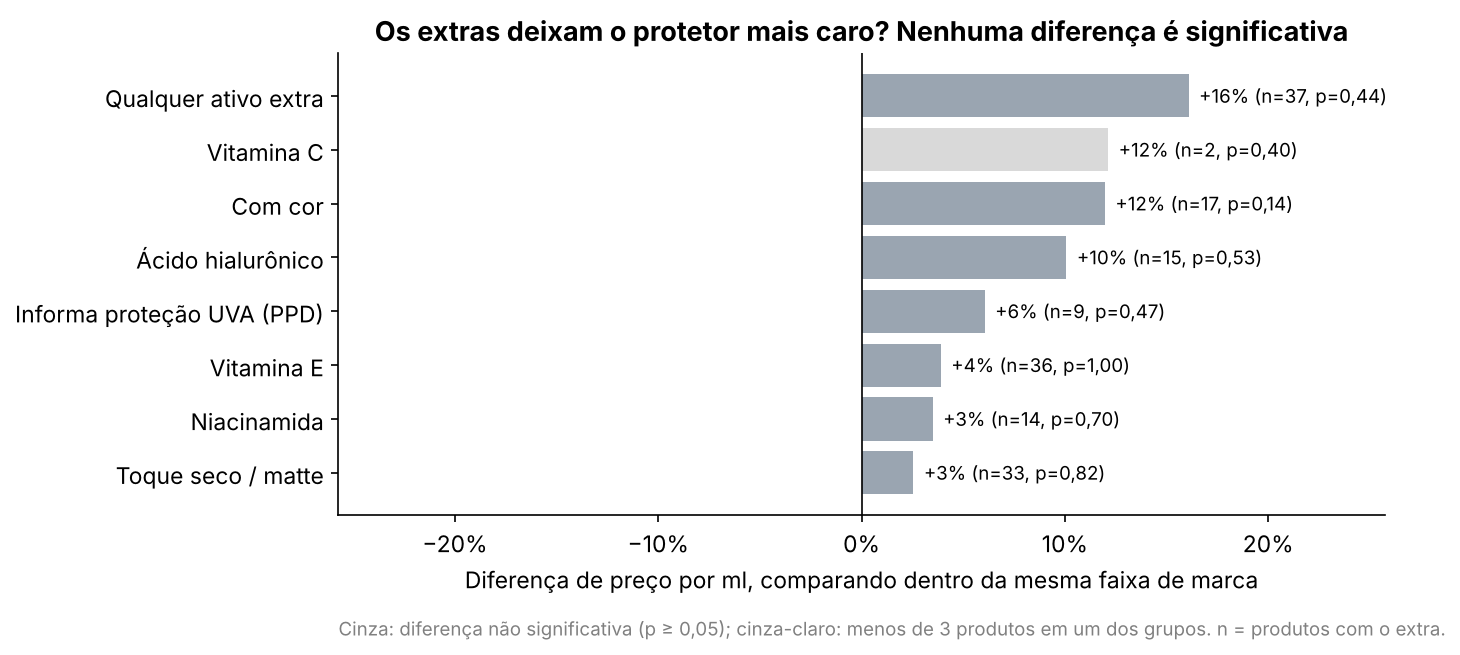 Os extras deixam o protetor mais caro? Nenhuma diferença é significativa
Qualquer ativo extra +16% (n=37, p=0,44)
Vitamina C +12% (n=2, p=0,40)
Com cor +12% (n=17, p=0,14)
Ácido hialurônico +10% (n=15, p=0,53)
Informa proteção UVA (PPD) +6% (n=9, p=0,47)
Vitamina E +4% (n=36, p=1,00)
Niacinamida +3% (n=14, p=0,70)
Toque seco / matte +3% (n=33, p=0,82)
−20% −10% 0% 10% 20%
Diferença de preço por ml, comparando dentro da mesma faixa de marca
Cinza: diferença não significativa (p ≥ 0,05); cinza-claro: menos de 3 produtos em um dos grupos. n = produtos com o extra.